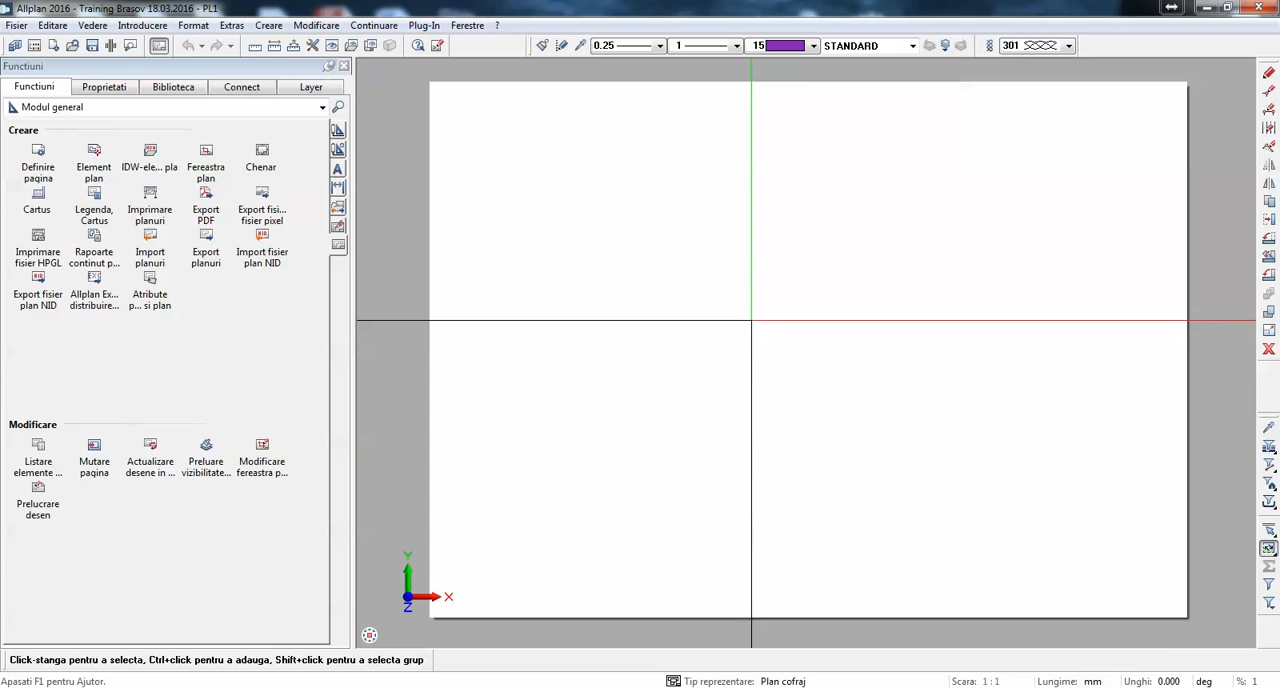 Allplan 2016 - Training Brasov 18.03.2016 - PL1
Fisier Editare Vedere Introducere Format Extras Creare Modificare Continuare Plug-In Ferestre ?
0.25 1 15 STANDARD 301
Functiuni
Functiuni Proprietati Biblioteca Connect Layer
Modul general
Creare
Definire pagina
Element plan
IDW-ele... pla
Fereastra plan
Chenar
Cartus
Legenda, Cartus
Imprimare planuri
Export PDF
Export fisi... fisier pixel
Imprimare fisier HPGL
Rapoarte continut p...
Import planuri
Export planuri
Import fisier plan NID
Export fisier plan NID
Allplan Ex... distribuire...
Atribute p... si plan
Modificare
Listare elemente ...
Mutare pagina
Actualizare desene in ...
Preluare vizibilitate...
Modificare fereastra p...
Prelucrare desen
Y
X
Z
Click-stanga pentru a selecta, Ctrl+click pentru a adauga, Shift+click pentru a selecta grup
Apasati F1 pentru Ajutor. Tip reprezentare: Plan cofraj Scara: 1 : 1 Lungime: mm Unghi: 0.000 deg %: 1